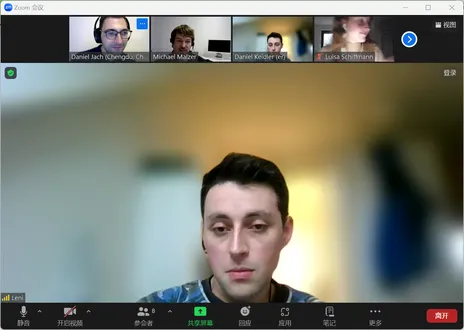 Zoom 会议
Daniel Jach (Chengdu, Ch...
Michael Malzer
Daniel Keidler (er)
Luisa Schiffmann
视图
登录
Leni
静音
开启视频
参会者
6
共享屏幕
回应
应用
笔记
更多
离开